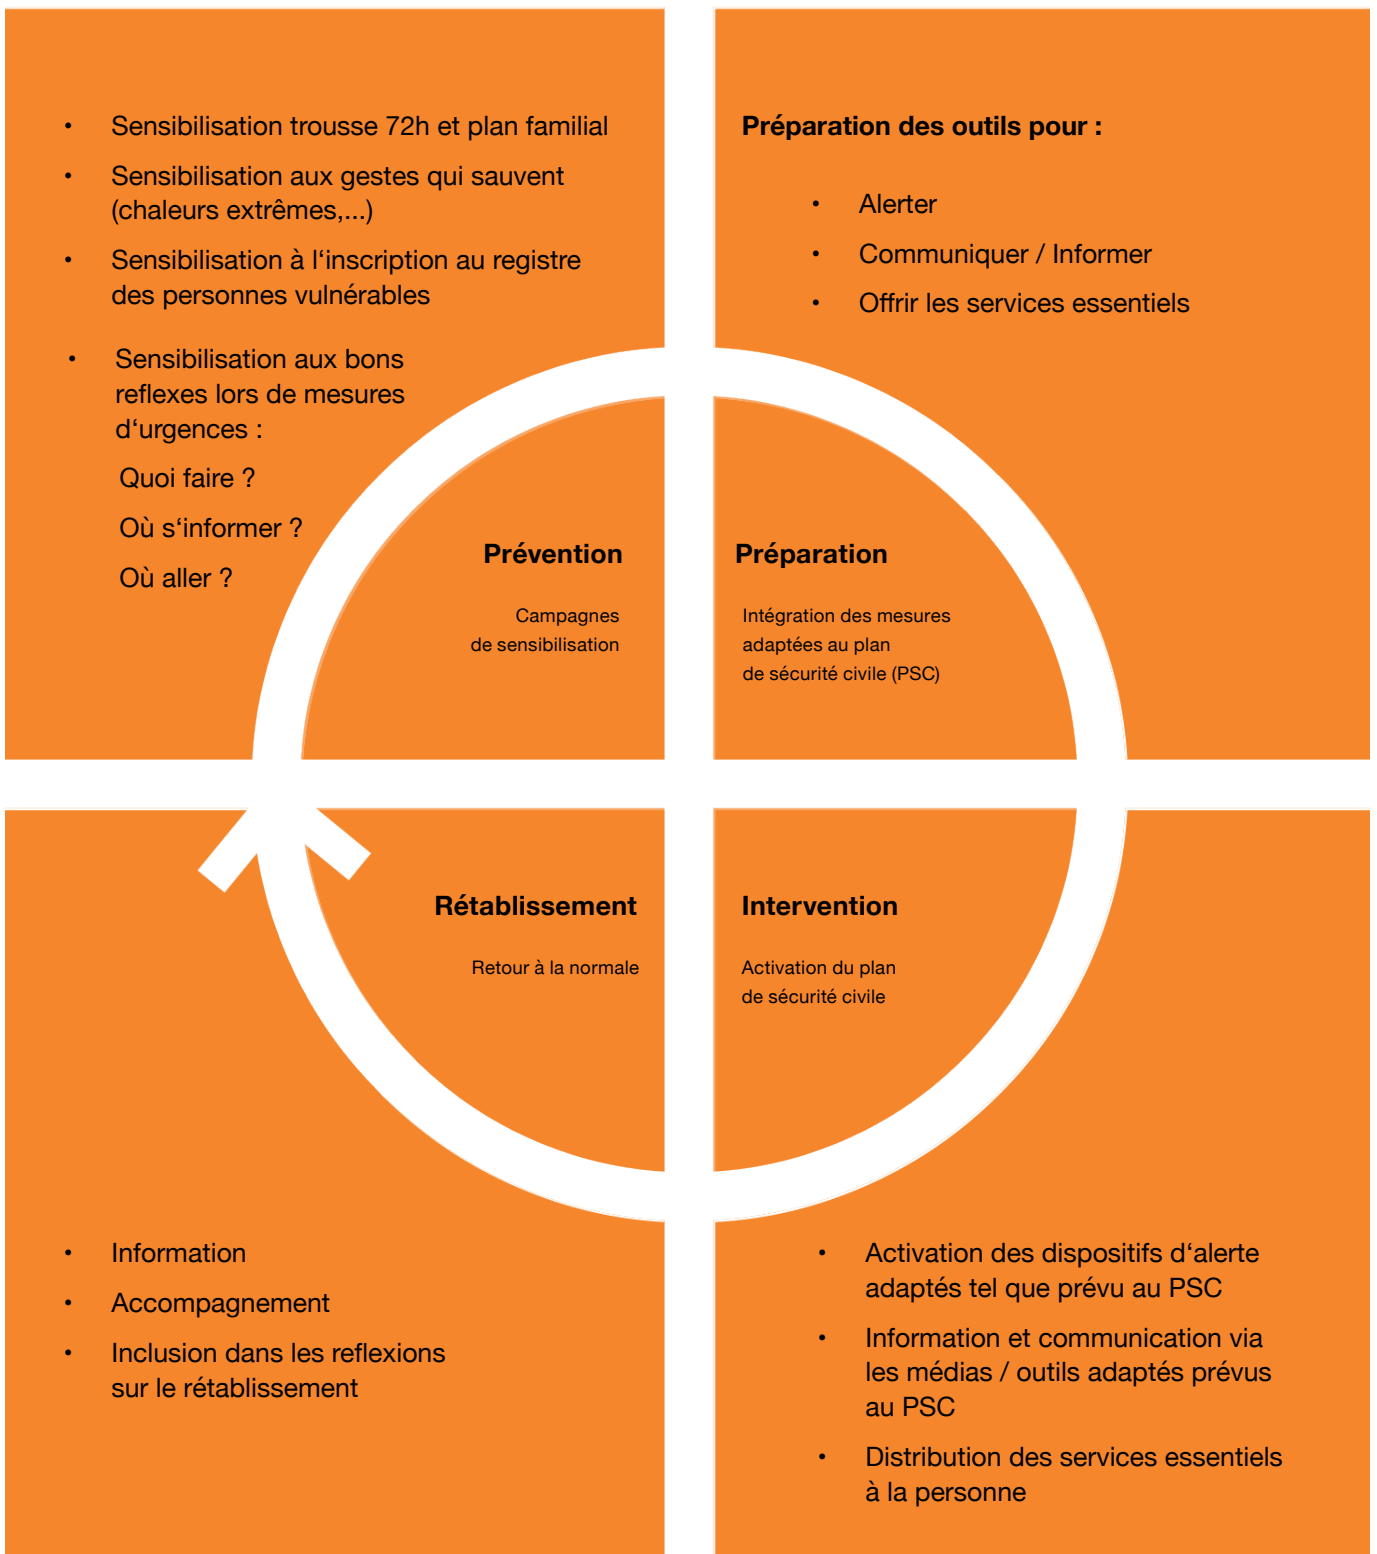 • Sensibilisation trousse 72h et plan familial
• Sensibilisation aux gestes qui sauvent
(chaleurs extrêmes,...)
• Sensibilisation à l‘inscription au registre
des personnes vulnérables
• Sensibilisation aux bons
reflexes lors de mesures
d‘urgences :
Quoi faire ?
Où s‘informer ?
Où aller ?
Prévention
Campagnes
de sensibilisation
Préparation des outils pour :
• Alerter
• Communiquer / Informer
• Offrir les services essentiels
Préparation
Intégration des mesures
adaptées au plan
de sécurité civile (PSC)
Rétablissement
Retour à la normale
• Information
• Accompagnement
• Inclusion dans les reflexions
sur le rétablissement
Intervention
Activation du plan
de sécurité civile
• Activation des dispositifs d‘alerte
adaptés tel que prévu au PSC
• Information et communication via
les médias / outils adaptés prévus
au PSC
• Distribution des services essentiels
à la personne